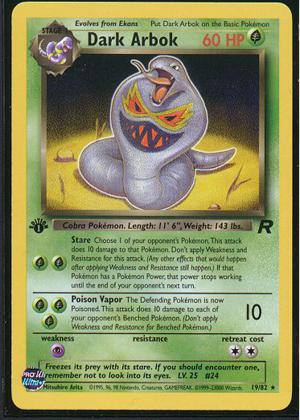 Evolves from Ekans
Put Dark Arbok on the Basic Pokémon
STAGE 1
Dark Arbok
60 HP
Cobra Pokémon. Length: 11' 6", Weight: 143 lbs.
Stare Choose 1 of your opponent's Pokémon. This attack
does 10 damage to that Pokémon. Don't apply Weakness and
Resistance for this attack. (Any other effects that would happen
after applying Weakness and Resistance still happen.) If that
Pokémon has a Pokémon Power, that power stops working
until the end of your opponent's next turn.
Poison Vapor The Defending Pokémon is now
Poisoned. This attack does 10 damage to each of
your opponent's Benched Pokémon. (Don't apply
Weakness and Resistance for Benched Pokémon.)
10
weakness
resistance
retreat cost
Freezes its prey with its stare. If you should encounter one,
remember not to look into its eyes. LV. 25 #24
Mitsuhiro Arita
©1995, 96, 98 Nintendo, Creatures, GAMEFREAK. ©1999-2000 Wizards.
19/82